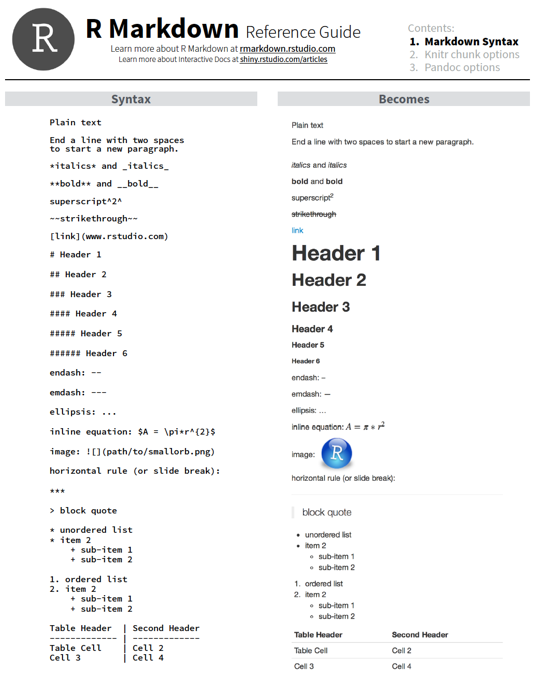 R
R Markdown Reference Guide
Learn more about R Markdown at rmarkdown.rstudio.com
Learn more about Interactive Docs at shiny.rstudio.com/articles
Contents:
1. Markdown Syntax
2. Knitr chunk options
3. Pandoc options
Syntax
Plain text
End a line with two spaces
to start a new paragraph.
*italics* and _italics_
**bold** and __bold__
superscript^2^
~~strikethrough~~
[link](www.rstudio.com)
# Header 1
## Header 2
### Header 3
#### Header 4
##### Header 5
###### Header 6
endash: --
emdash: ---
ellipsis: ...
inline equation: $A = \pi*r^{2}$
image: ![](path/to/smallorb.png)
horizontal rule (or slide break):
***
> block quote
* unordered list
* item 2
+ sub-item 1
+ sub-item 2
1. ordered list
2. item 2
+ sub-item 1
+ sub-item 2
Table Header | Second Header
------------- | -------------
Table Cell | Cell 2
Cell 3 | Cell 4
Becomes
Plain text
End a line with two spaces to start a new paragraph.
italics and italics
bold and bold
superscript²
strikethrough
link
Header 1
Header 2
Header 3
Header 4
Header 5
Header 6
endash: –
emdash: —
ellipsis: …
inline equation: A = π * r²
image: R
horizontal rule (or slide break):
block quote
• unordered list
• item 2
◦ sub-item 1
◦ sub-item 2
1. ordered list
2. item 2
◦ sub-item 1
◦ sub-item 2
Table Header Second Header
Table Cell Cell 2
Cell 3 Cell 4